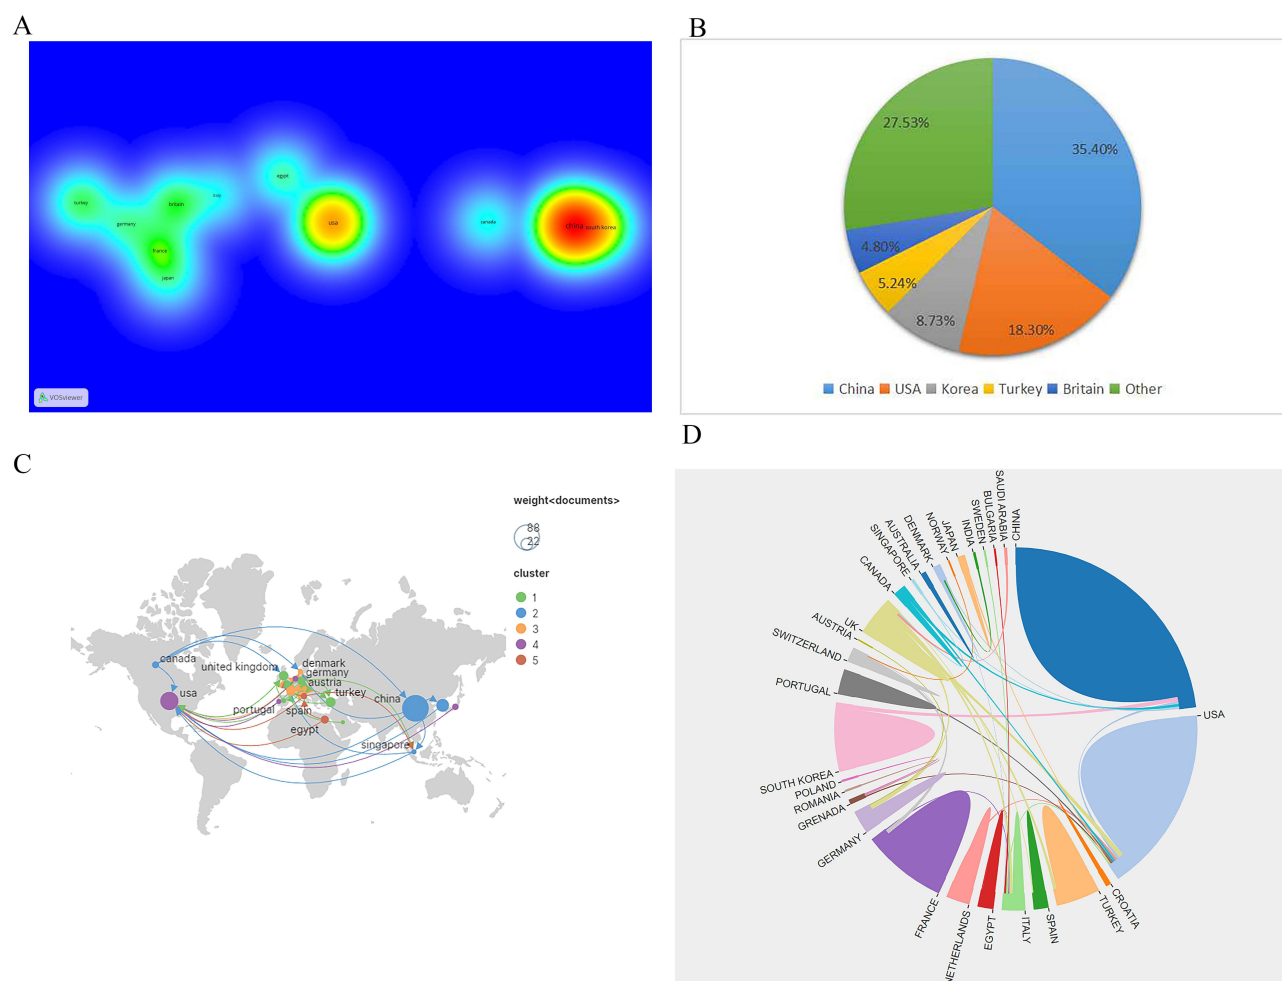 A
B
turkey
germany
britain
italy
france
japan
egypt
usa
canada
china
south korea
VOSviewer
35.40%
18.30%
8.73%
5.24%
4.80%
27.53%
China USA Korea Turkey Britain Other
C
D
weight<documents>
88
22
cluster
1
2
3
4
5
canada
usa
united kingdom
denmark
germany
austria
turkey
portugal
spain
egypt
china
singapore
CHINA
USA
CROATIA
TURKEY
SPAIN
ITALY
EGYPT
NETHERLANDS
FRANCE
GERMANY
GRENADA
ROMANIA
POLAND
SOUTH KOREA
PORTUGAL
SWITZERLAND
AUSTRIA
UK
CANADA
SINGAPORE
AUSTRALIA
DENMARK
NORWAY
JAPAN
INDIA
SWEDEN
BULGARIA
SAUDI ARABIA